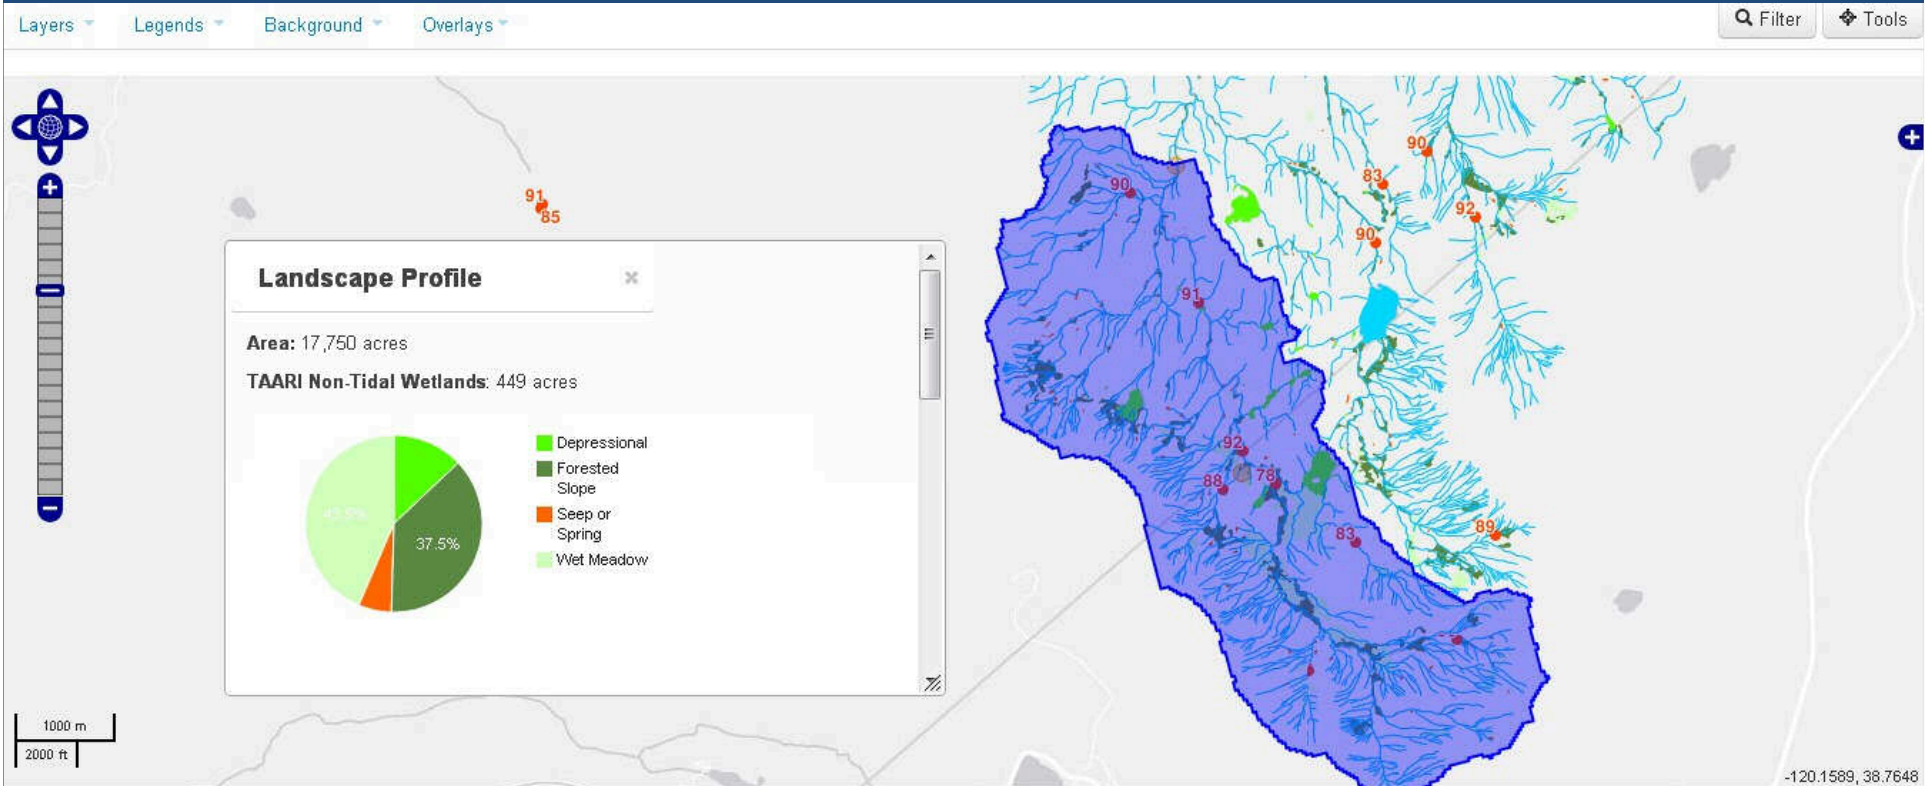 Layers
Legends
Background
Overlays
Filter
Tools
90
83
90
92
90
91
85
90
91
92
88
78
83
89
Landscape Profile
Area: 17,750 acres
TAARI Non-Tidal Wetlands: 449 acres
Depressional
Forested
Slope
Seep or
Spring
Wet Meadow
37.5%
1000 m
2000 ft
-120.1589, 38.7648